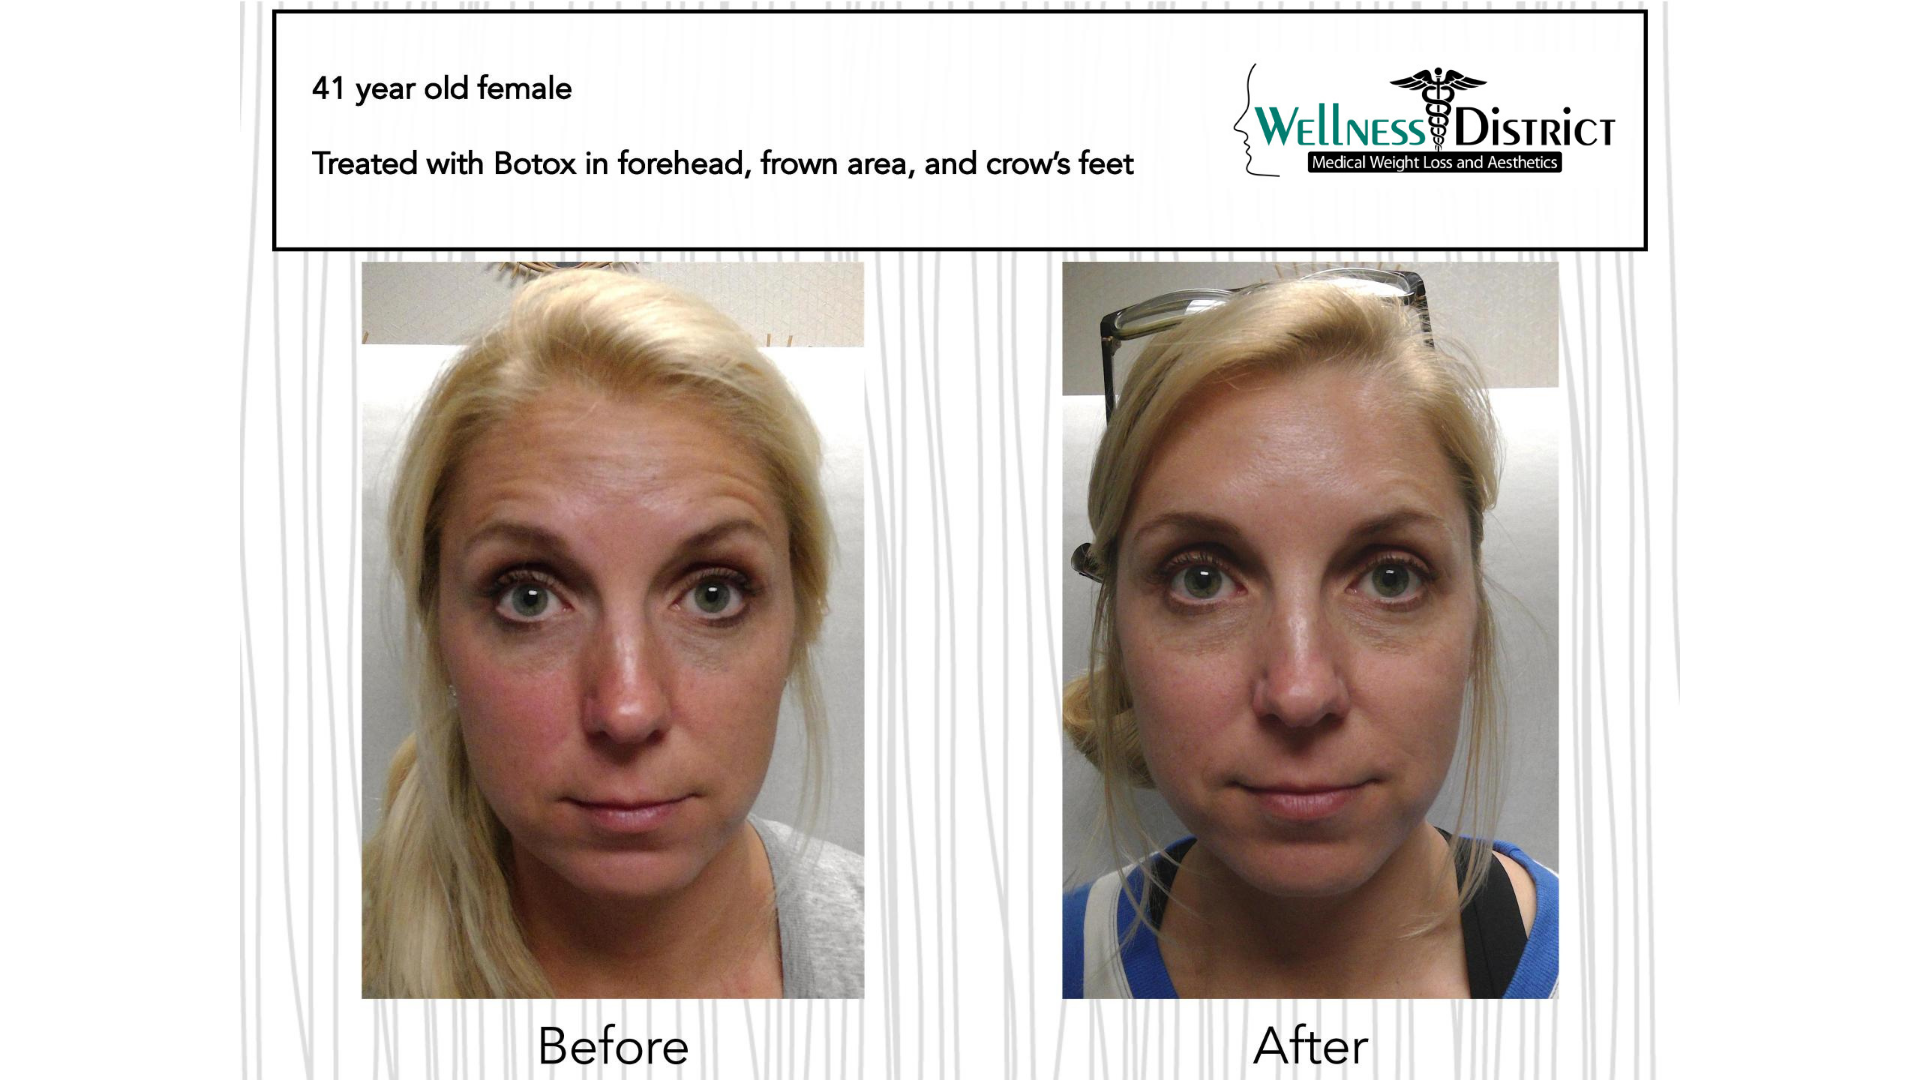 41 year old female
Treated with Botox in forehead, frown area, and crow's feet
WELLNESS DISTRICT
Medical Weight Loss and Aesthetics
Before
After